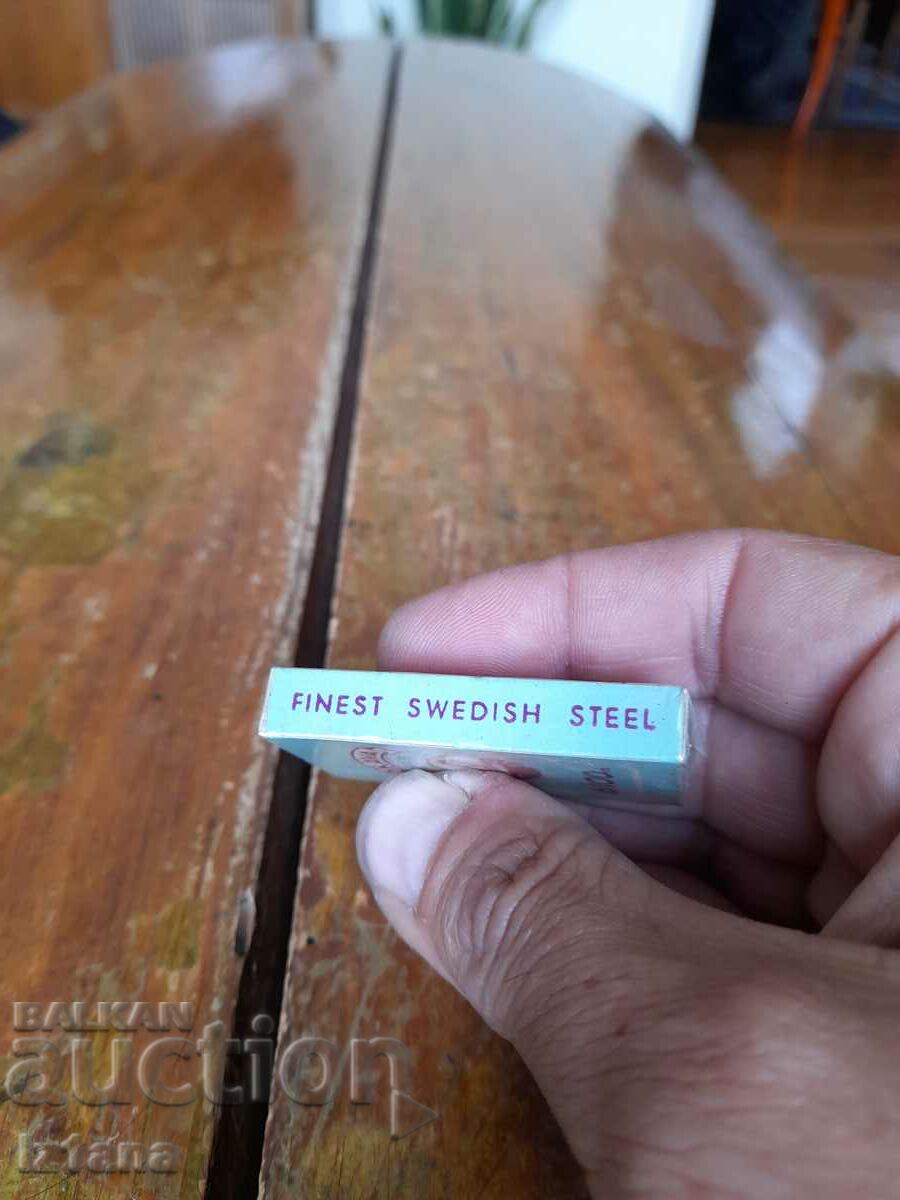 FINEST SWEDISH STEEL
BALKAN
auction
Iztana